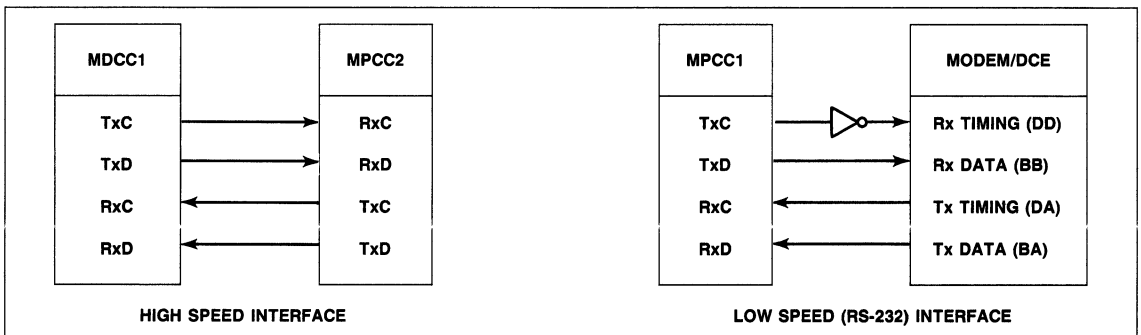 MDCC1
MPCC2
TxC
RxC
TxD
RxD
RxC
TxC
RxD
TxD
HIGH SPEED INTERFACE
MPCC1
MODEM/DCE
TxC
Rx TIMING (DD)
TxD
Rx DATA (BB)
RxC
Tx TIMING (DA)
RxD
Tx DATA (BA)
LOW SPEED (RS-232) INTERFACE